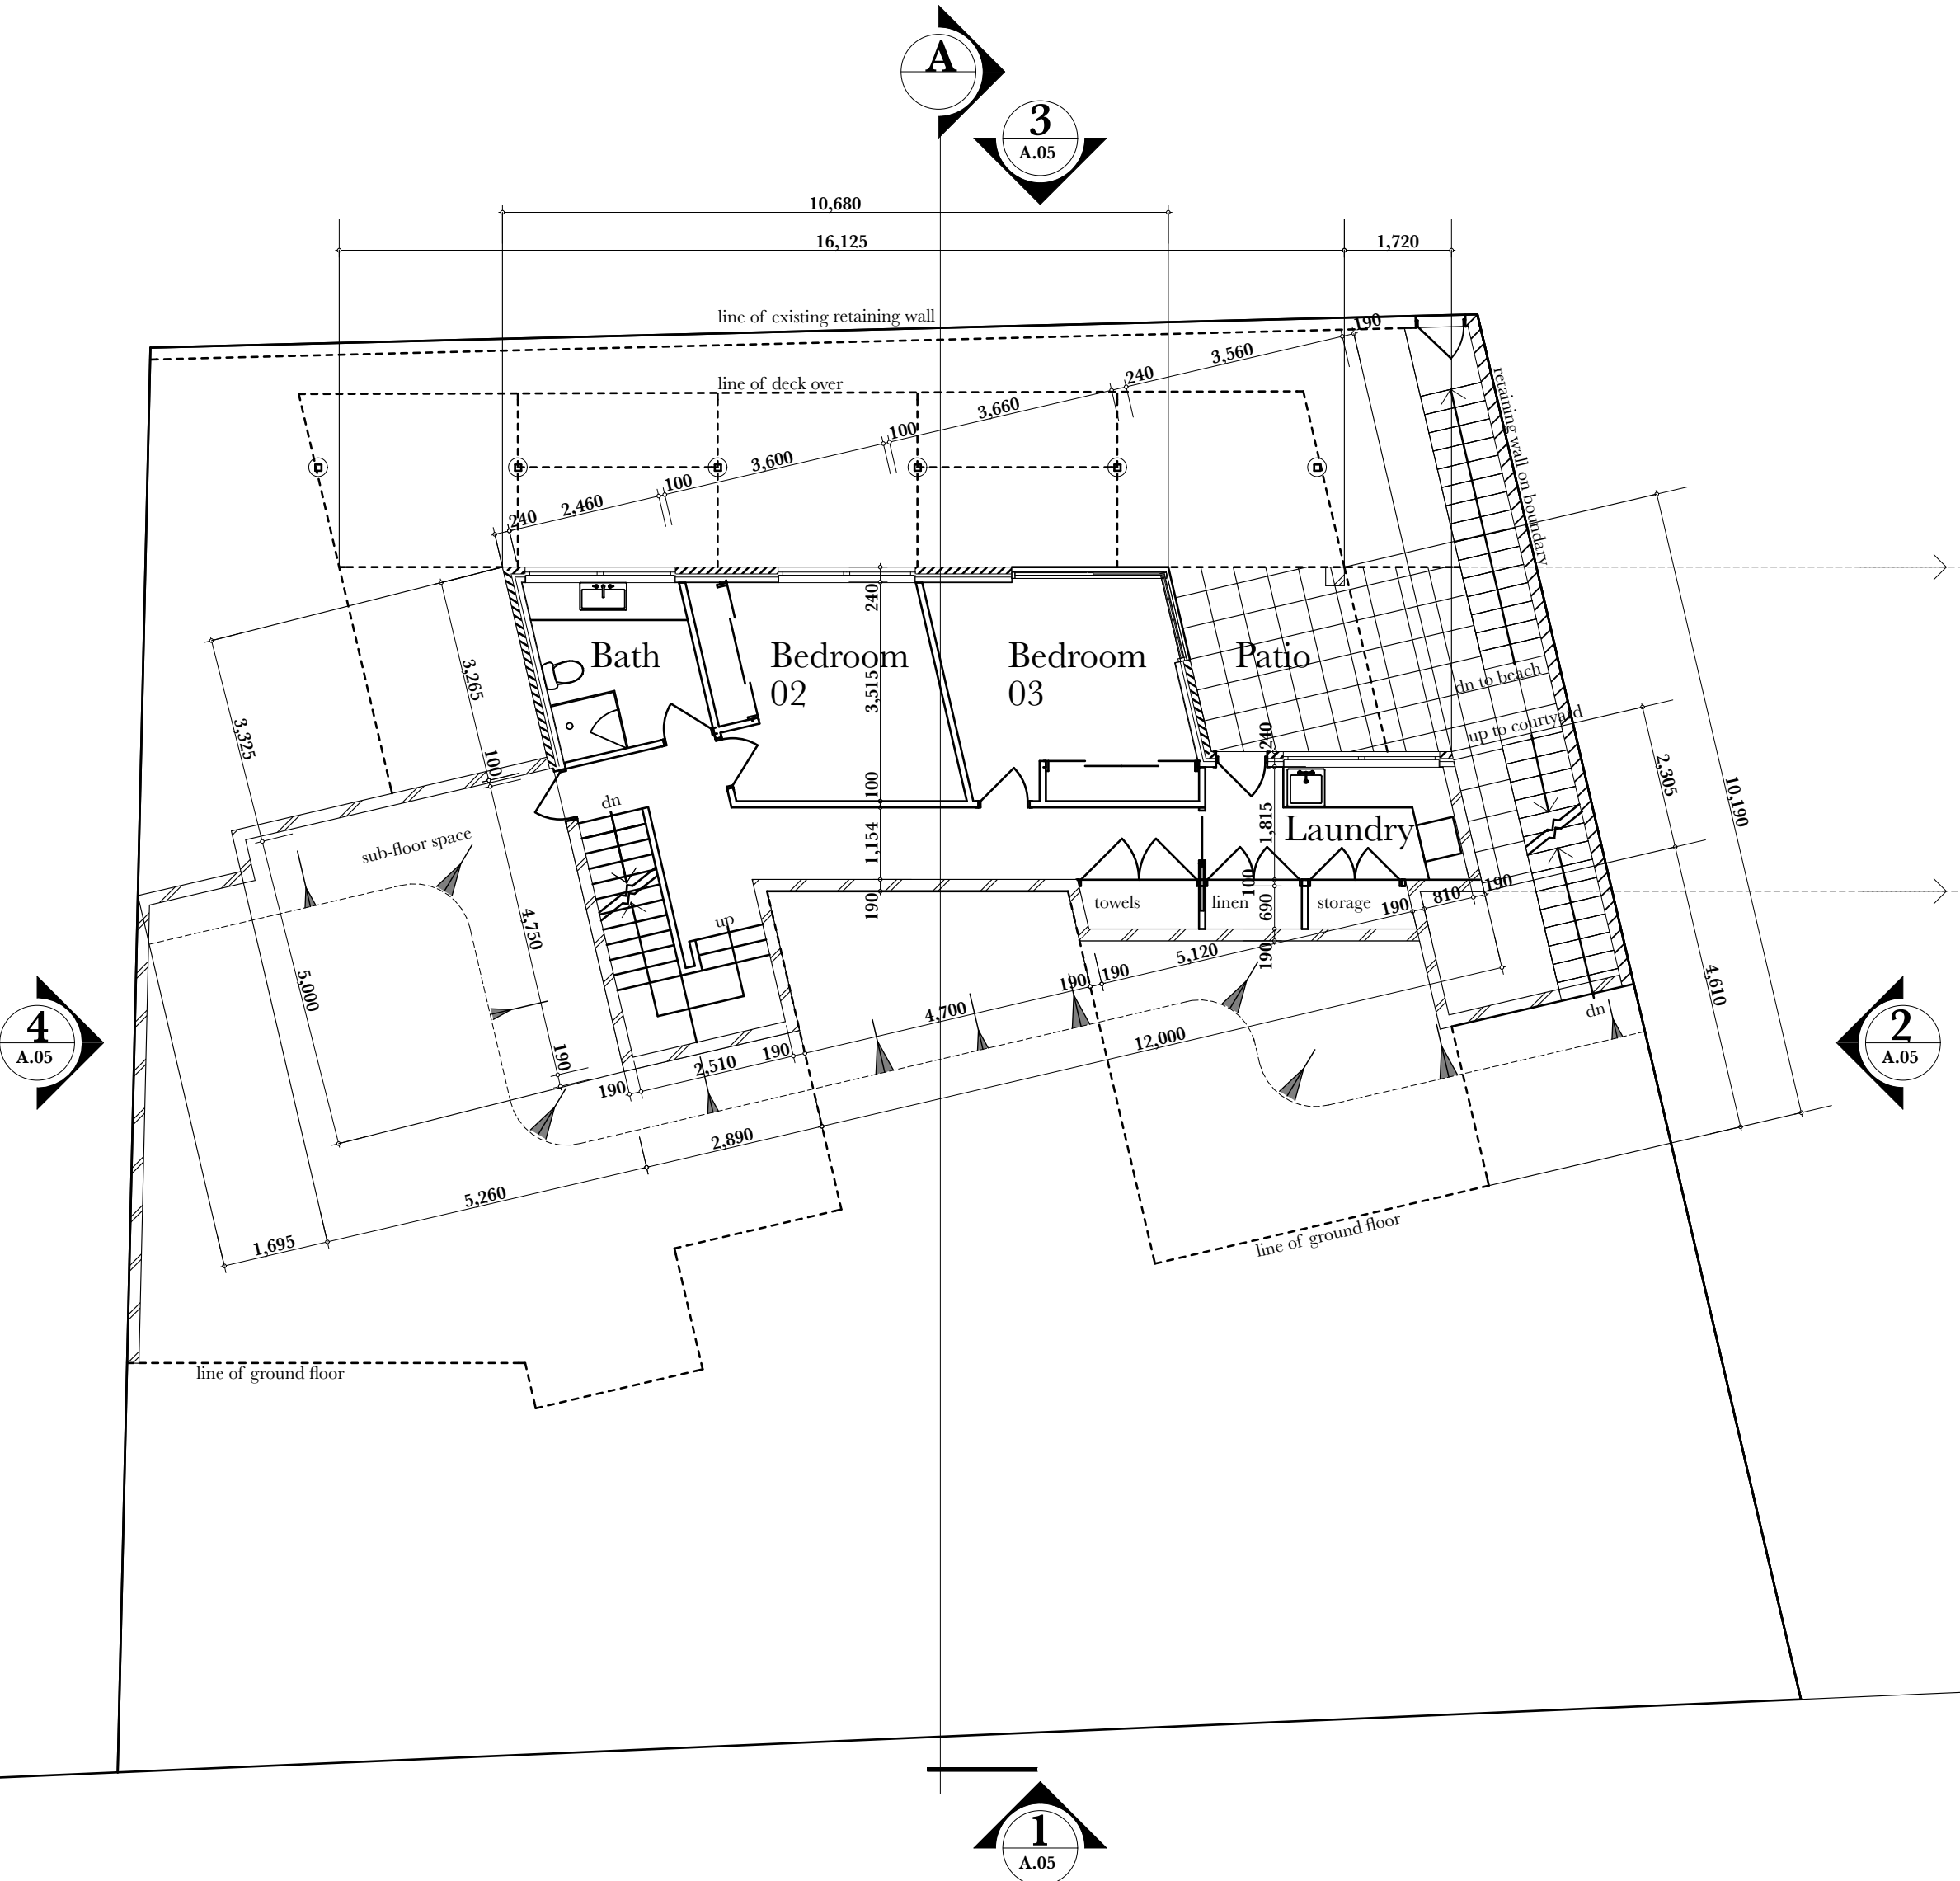 A
3
A.05
10,680
16,125
1,720
line of existing retaining wall
190
3,560
line of deck over
240
3,660
100
3,600
100
2,460
240
retaining wall on boundary
240
3,265
Bath
Bedroom
02
3,515
Bedroom
03
Patio
dn to beach
up to courtyard
3,325
100
240
2,305
10,190
100
dn
sub-floor space
1,154
1,815
Laundry
4,750
190
up
towels
linen
100
690
storage
190
810
190
190
5,120
190
190
5,000
4,700
12,000
4,610
dn
190
190
2,510
190
2,890
5,260
1,695
line of ground floor
line of ground floor
4
A.05
2
A.05
1
A.05